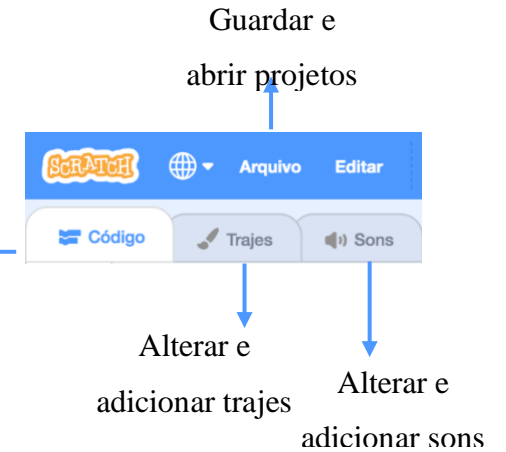 Guardar e
abrir projetos
SCRATCH Arquivo Editar
Código Trajes Sons
Alterar e
adicionar trajes
Alterar e
adicionar sons